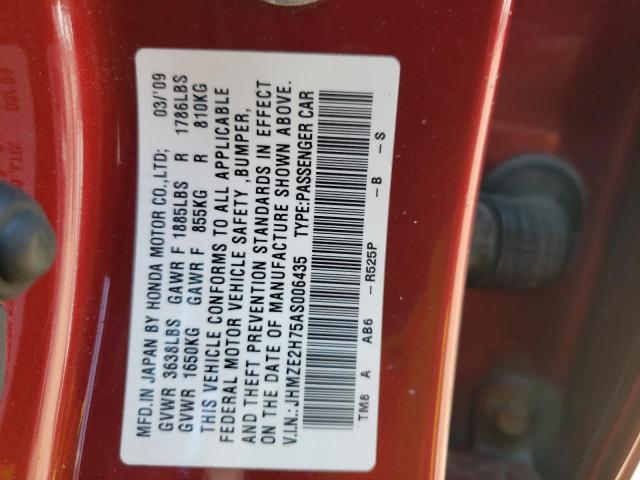 MFD.IN JAPAN BY HONDA MOTOR CO.,LTD; 03/'09
GVWR 3638LBS GAWR F 1885LBS R 1786LBS
GVWR 1650KG GAWR F 855KG R 810KG
THIS VEHICLE CONFORMS TO ALL APPLICABLE
FEDERAL MOTOR VEHICLE SAFETY ,BUMPER,
AND THEFT PREVENTION STANDARDS IN EFFECT
ON THE DATE OF MANUFACTURE SHOWN ABOVE.
V.I.N.:JHMZE2H75AS006435 TYPE:PASSENGER CAR
TM8 A AB6 -R525P -B -S